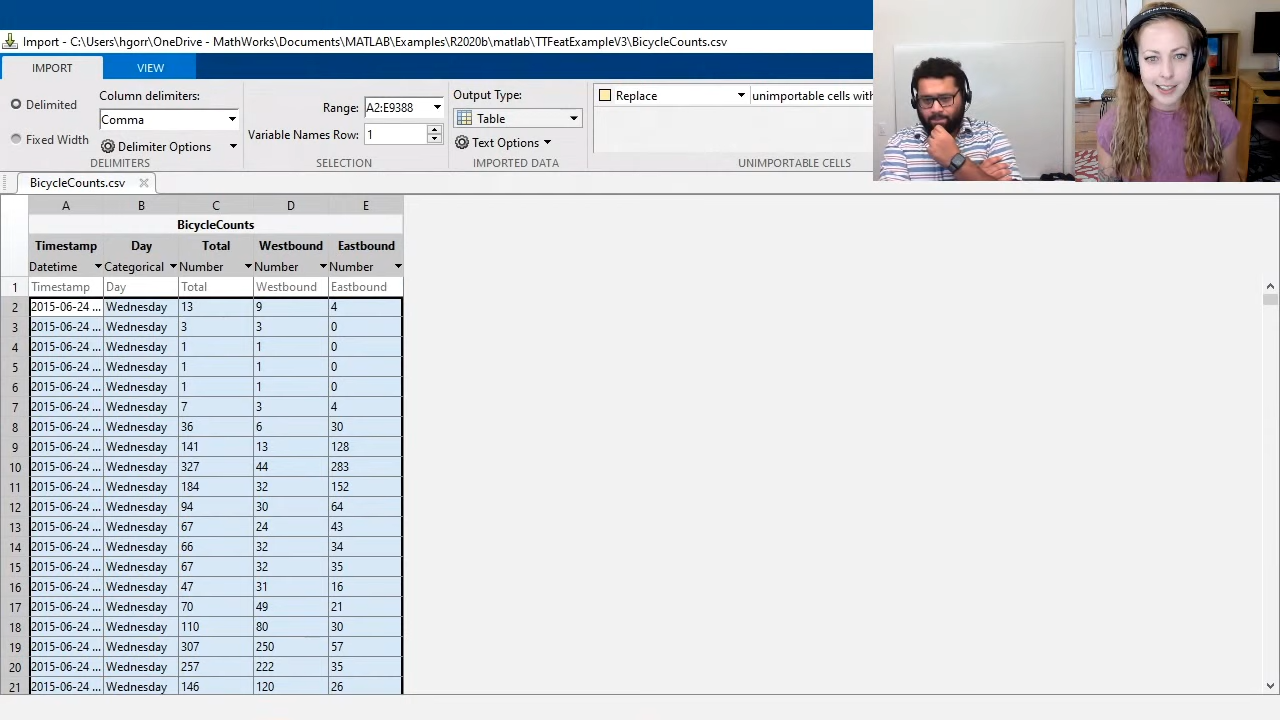 Import - C:\Users\hgorr\OneDrive - MathWorks\Documents\MATLAB\Examples\R2020b\matlab\TTFeatExampleV3\BicycleCounts.csv
IMPORT VIEW
Delimited
Fixed Width
Column delimiters:
Comma
Delimiter Options
DELIMITERS
Range: A2:E9388
Variable Names Row: 1
SELECTION
Output Type:
Table
Text Options
IMPORTED DATA
Replace unimportable cells with
UNIMPORTABLE CELLS
BicycleCounts.csv
A B C D E
BicycleCounts
Timestamp Day Total Westbound Eastbound
Datetime Categorical Number Number Number
1 Timestamp Day Total Westbound Eastbound
2 2015-06-24 ... Wednesday 13 9 4
3 2015-06-24 ... Wednesday 3 3 0
4 2015-06-24 ... Wednesday 1 1 0
5 2015-06-24 ... Wednesday 1 1 0
6 2015-06-24 ... Wednesday 1 1 0
7 2015-06-24 ... Wednesday 7 3 4
8 2015-06-24 ... Wednesday 36 6 30
9 2015-06-24 ... Wednesday 141 13 128
10 2015-06-24 ... Wednesday 327 44 283
11 2015-06-24 ... Wednesday 184 32 152
12 2015-06-24 ... Wednesday 94 30 64
13 2015-06-24 ... Wednesday 67 24 43
14 2015-06-24 ... Wednesday 66 32 34
15 2015-06-24 ... Wednesday 67 32 35
16 2015-06-24 ... Wednesday 47 31 16
17 2015-06-24 ... Wednesday 70 49 21
18 2015-06-24 ... Wednesday 110 80 30
19 2015-06-24 ... Wednesday 307 250 57
20 2015-06-24 ... Wednesday 257 222 35
21 2015-06-24 ... Wednesday 146 120 26